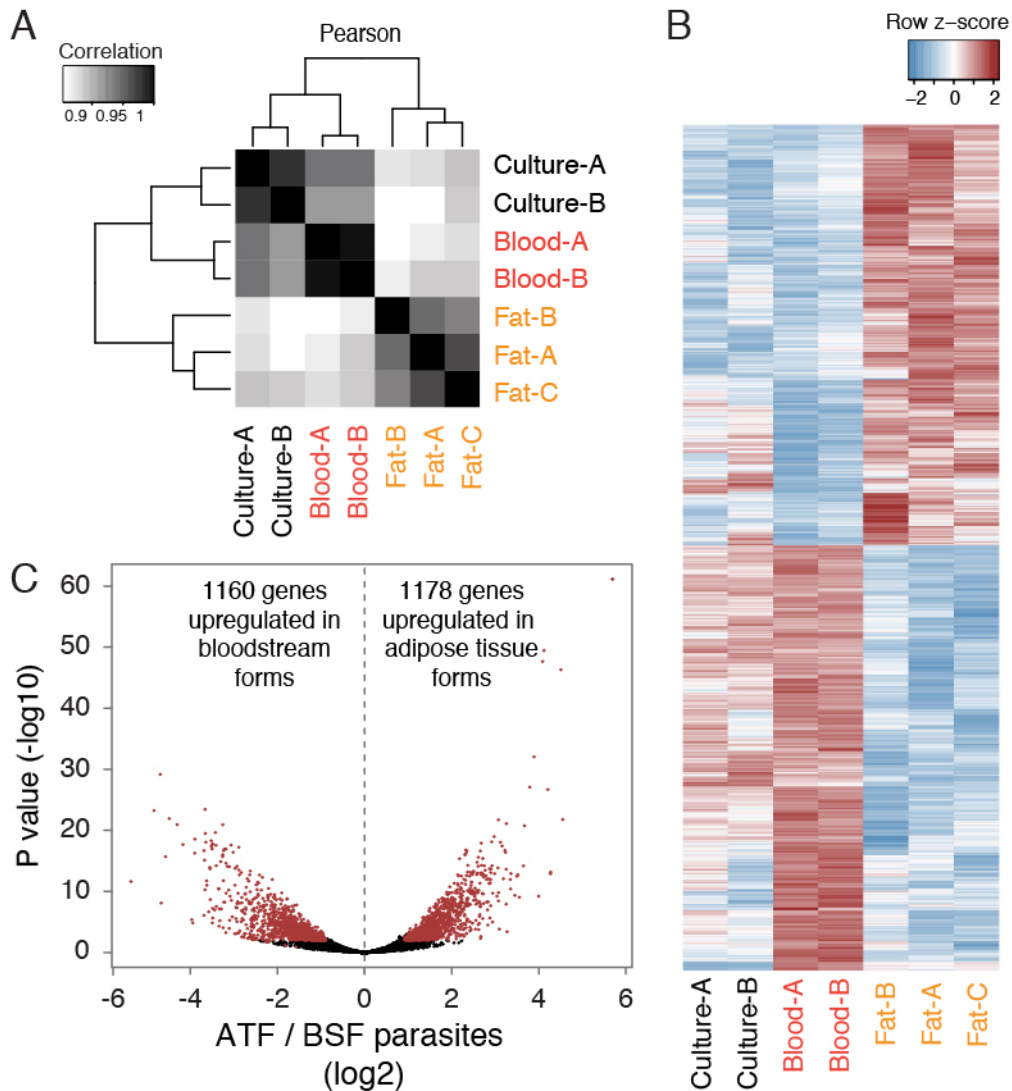 A
Pearson
Correlation
0.9 0.95 1
Culture-A
Culture-B
Blood-A
Blood-B
Fat-B
Fat-A
Fat-C
Culture-A
Culture-B
Blood-A
Blood-B
Fat-B
Fat-A
Fat-C
B
Row z-score
−2 0 2
Culture-A
Culture-B
Blood-A
Blood-B
Fat-B
Fat-A
Fat-C
C
1160 genes
upregulated in
bloodstream
forms
1178 genes
upregulated in
adipose tissue
forms
P value (-log10)
60
50
40
30
20
10
0
-6 -4 -2 0 2 4 6
ATF / BSF parasites
(log2)